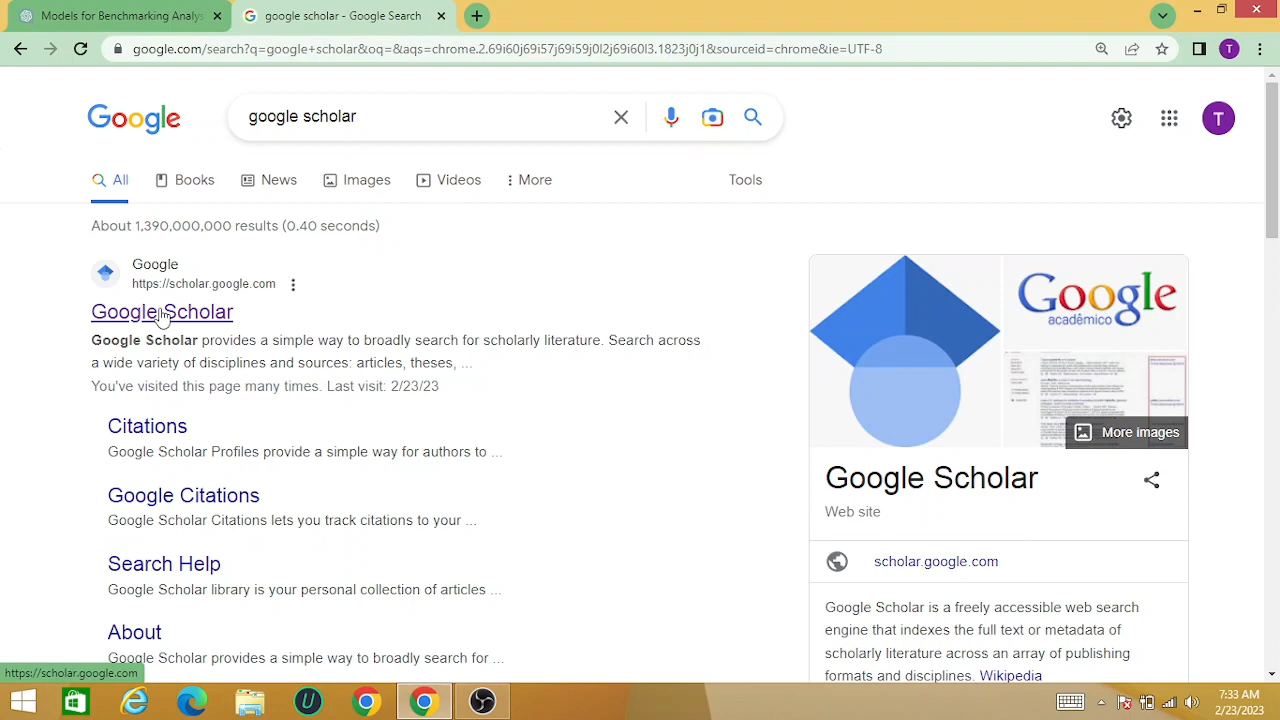 Models for Benchmarking Analys
google scholar - Google Search
google.com/search?q=google+scholar&oq=&aqs=chrome.2.69i60j69i57j69i59j0l2j69i60l3.1823j0j1&sourceid=chrome&ie=UTF-8
T
Google
google scholar
T
All
Books
News
Images
Videos
More
Tools
About 1,390,000,000 results (0.40 seconds)
Google
https://scholar.google.com
Google Scholar
Google Scholar provides a simple way to broadly search for scholarly literature. Search across
a wide variety of disciplines and sources: articles, theses ...
You've visited this page many times. Last visit: 2/23/23
Citations
Google Scholar Profiles provide a simple way for authors to ...
Google Citations
Google Scholar Citations lets you track citations to your ...
Search Help
Google Scholar library is your personal collection of articles ...
About
Google Scholar provides a simple way to broadly search for ...
Google
acadêmico
More images
Google Scholar
Web site
scholar.google.com
Google Scholar is a freely accessible web search
engine that indexes the full text or metadata of
scholarly literature across an array of publishing
formats and disciplines. Wikipedia
https://scholar.google.com
7:33 AM
2/23/2023